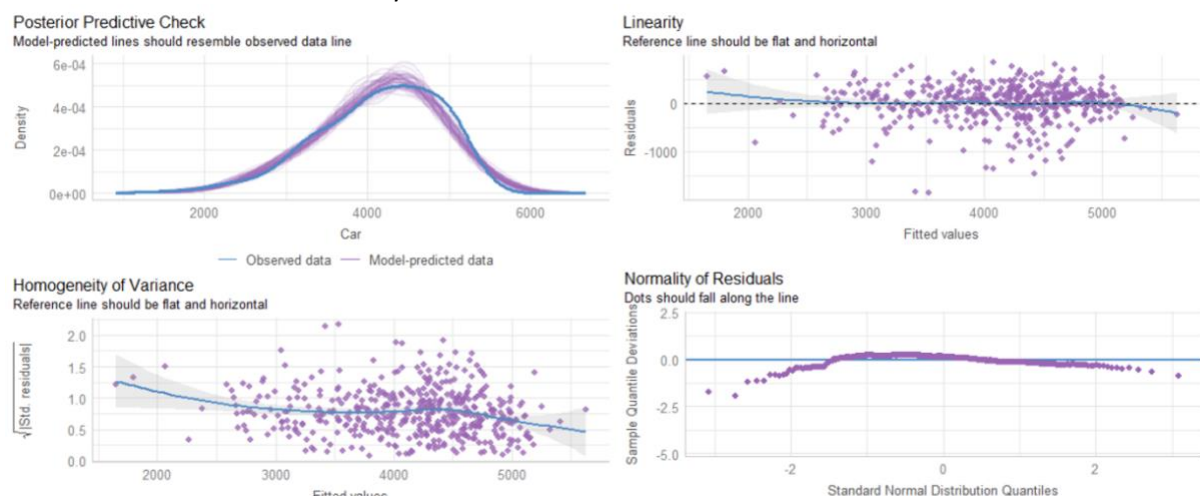 Posterior Predictive Check
Model-predicted lines should resemble observed data line
6e-04
4e-04
2e-04
0e+00
Density
2000 4000 6000
Car
Observed data Model-predicted data
Linearity
Reference line should be flat and horizontal
0
-1000
Residuals
2000 3000 4000 5000
Fitted values
Homogeneity of Variance
Reference line should be flat and horizontal
2.0
1.5
1.0
0.5
0.0
√|Std. residuals|
2000 3000 4000 5000
Fitted values
Normality of Residuals
Dots should fall along the line
2.5
0.0
-2.5
-5.0
Sample Quantile Deviations
-2 0 2
Standard Normal Distribution Quantiles